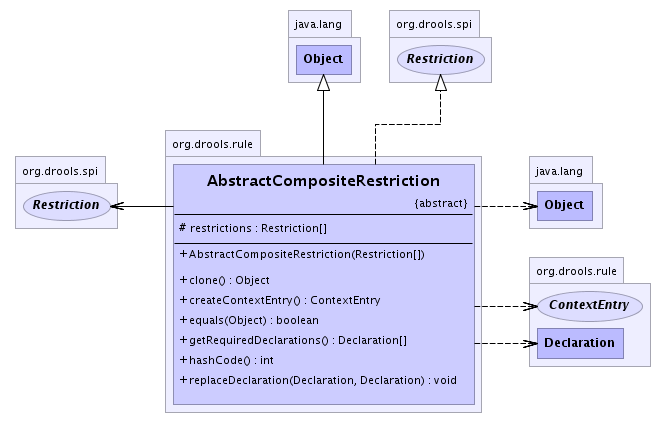 java.lang
Object
org.drools.spi
Restriction
org.drools.rule
org.drools.spi
Restriction
AbstractCompositeRestriction
{abstract}
# restrictions : Restriction[]
+ AbstractCompositeRestriction(Restriction[])
+ clone() : Object
+ createContextEntry() : ContextEntry
+ equals(Object) : boolean
+ getRequiredDeclarations() : Declaration[]
+ hashCode() : int
+ replaceDeclaration(Declaration, Declaration) : void
java.lang
Object
org.drools.rule
ContextEntry
Declaration